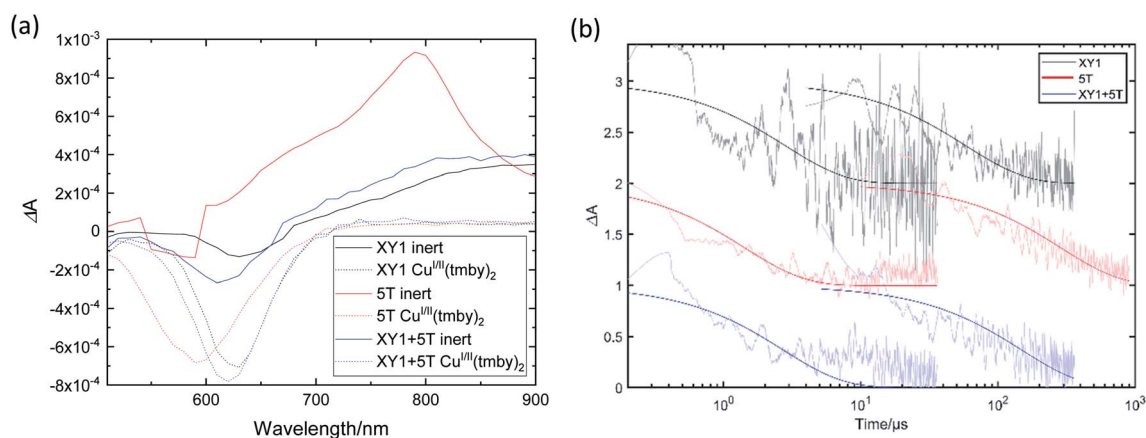 (a)
1x10⁻³
8x10⁻⁴
6x10⁻⁴
4x10⁻⁴
2x10⁻⁴
0
-2x10⁻⁴
-4x10⁻⁴
-6x10⁻⁴
-8x10⁻⁴
ΔA
600 700 800 900
Wavelength/nm
XY1 inert
XY1 Cuᴵ/ᴵᴵ(tmby)₂
5T inert
5T Cuᴵ/ᴵᴵ(tmby)₂
XY1+5T inert
XY1+5T Cuᴵ/ᴵᴵ(tmby)₂
(b)
3
2.5
2
1.5
1
0.5
0
ΔA
10⁰ 10¹ 10² 10³
Time/μs
XY1
5T
XY1+5T